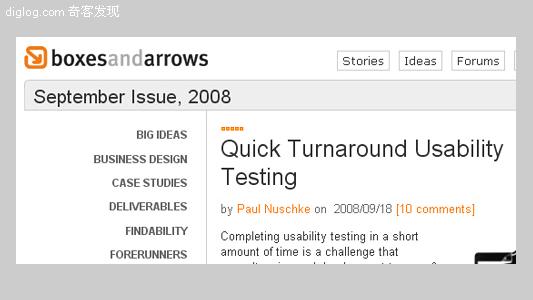 diglog.com 奇客发现
boxesandarrows
Stories Ideas Forums
September Issue, 2008
BIG IDEAS
BUSINESS DESIGN
CASE STUDIES
DELIVERABLES
FINDABILITY
FORERUNNERS
Quick Turnaround Usability
Testing
by Paul Nuschke on 2008/09/18 [10 comments]
Completing usability testing in a short
amount of time is a challenge that